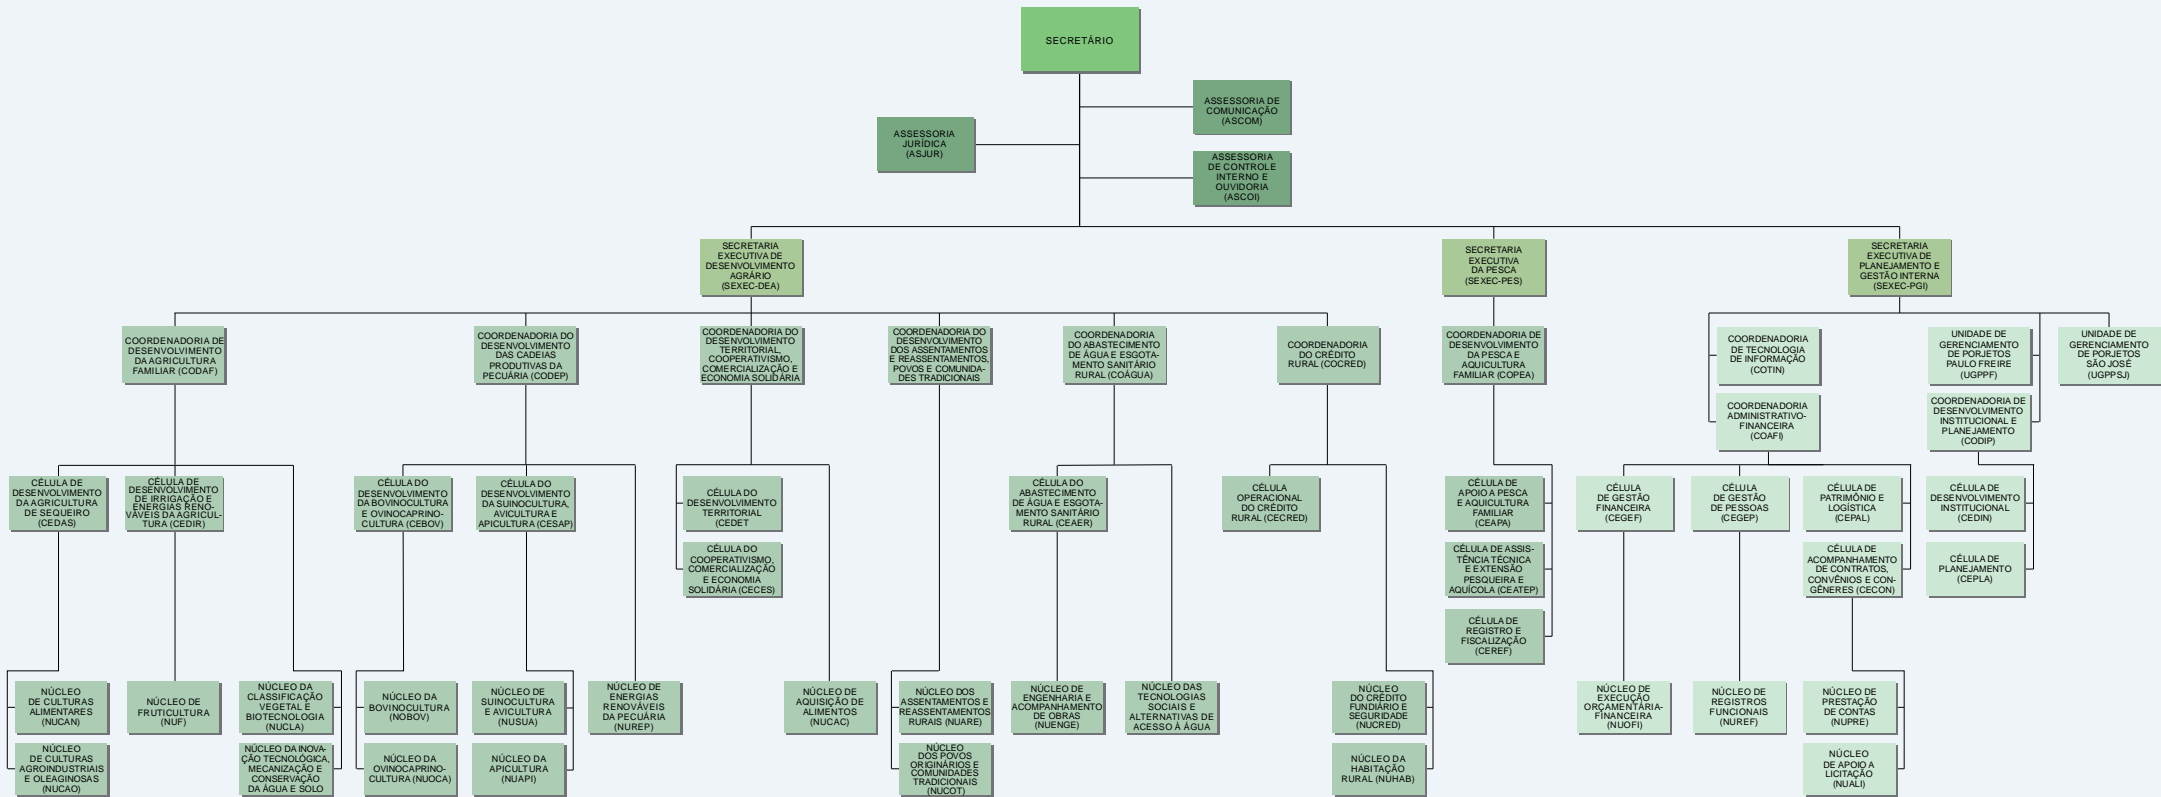 SECRETÁRIO
ASSESSORIA DE
COMUNICAÇÃO
(ASCOM)
ASSESSORIA
JURÍDICA
(ASJUR)
ASSESSORIA
DE CONTROLE
INTERNO E
OUVIDORIA
(ASCOI)
SECRETARIA
EXECUTIVA DE
DESENVOLVIMENTO
AGRÁRIO
(SEXEC-DEA)
SECRETARIA
EXECUTIVA
DA PESCA
(SEXEC-PES)
SECRETARIA
EXECUTIVA DE
PLANEJAMENTO E
GESTÃO INTERNA
(SEXEC-PGI)
COORDENADORIA DE
DESENVOLVIMENTO
DA AGRICULTURA
FAMILIAR (CODAF)
COORDENADORIA DO
DESENVOLVIMENTO
DAS CADEIAS
PRODUTIVAS DA
PECUÁRIA (CODEP)
COORDENADORIA DO
DESENVOLVIMENTO
TERRITORIAL,
COOPERATIVISMO,
COMERCIALIZAÇÃO E
ECONOMIA SOLIDÁRIA
COORDENADORIA DO
DESENVOLVIMENTO
DOS ASSENTAMENTOS
E REASSENTAMENTOS,
POVOS E COMUNIDA-
DES TRADICIONAIS
COORDENADORIA
DO ABASTECIMENTO
DE ÁGUA E ESGOTA-
MENTO SANITÁRIO
RURAL (COÁGUA)
COORDENADORIA
DO CRÉDITO
RURAL (COCRED)
COORDENADORIA DE
DESENVOLVIMENTO
DA PESCA E
AQUICULTURA
FAMILIAR (COPEA)
COORDENADORIA
DE TECNOLOGIA
DE INFORMAÇÃO
(COTIN)
UNIDADE DE
GERENCIAMENTO
DE PORJETOS
PAULO FREIRE
(UGPPF)
UNIDADE DE
GERENCIAMENTO
DE PORJETOS
SÃO JOSÉ
(UGPPSJ)
COORDENADORIA
ADMINISTRATIVO-
FINANCEIRA
(COAFI)
COORDENADORIA DE
DESENVOLVIMENTO
INSTITUCIONAL E
PLANEJAMENTO
(CODIP)
CÉLULA DE
DESENVOLVIMENTO
DA AGRICULTURA
DE SEQUEIRO
(CEDAS)
CÉLULA DE
DESENVOLVIMENTO
DE IRRIGAÇÃO E
ENERGIAS RENO-
VÁVEIS DA AGRICUL-
TURA (CEDIR)
CÉLULA DO
DESENVOLVIMENTO
DA BOVINOCULTURA
E OVINOCAPRINO-
CULTURA (CEBOV)
CÉLULA DO
DESENVOLVIMENTO
DA SUINOCULTURA,
AVICULTURA E
APICULTURA (CESAP)
CÉLULA DO
DESENVOLVIMENTO
TERRITORIAL
(CEDET
CÉLULA DO
ABASTECIMENTO
DE ÁGUA E ESGOTA-
MENTO SANITÁRIO
RURAL (CEAER)
CÉLULA
OPERACIONAL
DO CRÉDITO
RURAL (CECRED)
CÉLULA DE
APOIO A PESCA
E AQUICULTURA
FAMILIAR
(CEAPA)
CÉLULA
DE GESTÃO
FINANCEIRA
(CEGEF)
CÉLULA
DE GESTÃO
DE PESSOAS
(CEGEP)
CÉLULA DE
PATRIMÔNIO E
LOGÍSTICA
(CEPAL)
CÉLULA DE
DESENVOLVIMENTO
INSTITUCIONAL
(CEDIN)
CÉLULA DO
COOPERATIVISMO,
COMERCIALIZAÇÃO
E ECONOMIA
SOLIDÁRIA (CECES)
CÉLULA DE ASSIS-
TÊNCIA TÉCNICA
E EXTENSÃO
PESQUEIRA E
AQUÍCOLA (CEATEP)
CÉLULA DE
ACOMPANHAMENTO
DE CONTRATOS,
CONVÊNIOS E CON-
GÊNERES (CECON)
CÉLULA DE
PLANEJAMENTO
(CEPLA)
CÉLULA DE
REGISTRO E
FISCALIZAÇÃO
(CEREF)
NÚCLEO
DE CULTURAS
ALIMENTARES
(NUCAN)
NÚCLEO DE
FRUTICULTURA
(NUF)
NÚCLEO DA
CLASSIFICAÇÃO
VEGETAL E
BIOTECNOLOGIA
(NUCLA)
NÚCLEO DA
BOVINOCULTURA
(NOBOV)
NÚCLEO DE
SUINOCULTURA
E AVICULTURA
(NUSUA)
NÚCLEO DE
ENERGIAS
RENOVÁVEIS
DA PECUÁRIA
(NUREP)
NÚCLEO DE
AQUISIÇÃO DE
ALIMENTOS
(NUCAC)
NÚCLEO DOS
ASSENTAMENTOS E
REASSENTAMENTOS
RURAIS (NUARE)
NÚCLEO DE
ENGENHARIA E
ACOMPANHAMENTO
DE OBRAS
(NUENGE)
NÚCLEO DAS
TECNOLOGIAS
SOCIAIS E
ALTERNATIVAS DE
ACESSO À ÁGUA
NÚCLEO
DO CRÉDITO
FUNDIÁRIO E
SEGURIDADE
(NUCRED)
NÚCLEO DE
EXECUÇÃO
ORÇAMENTÁRIA-
FINANCEIRA
(NUOFI)
NÚCLEO DE
REGISTROS
FUNCIONAIS
(NUREF)
NÚCLEO DE
PRESTAÇÃO
DE CONTAS
(NUPRE)
NÚCLEO
DE CULTURAS
AGROINDUSTRIAIS
E OLEAGINOSAS
(NUCAO)
NÚCLEO DA INOVA-
ÇÃO TECNOLÓGICA,
MECANIZAÇÃO E
CONSERVAÇÃO
DA ÁGUA E SOLO
NÚCLEO DA
OVINOCAPRINO-
CULTURA (NUOCA)
NÚCLEO DA
APICULTURA
(NUAPI)
NÚCLEO
DOS POVOS
ORIGINÁRIOS E
COMUNIDADES
TRADICIONAIS
(NUCOT)
NÚCLEO DA
HABITAÇÃO
RURAL (NUHAB)
NÚCLEO
DE APOIO A
LICITAÇÃO
(NUALI)